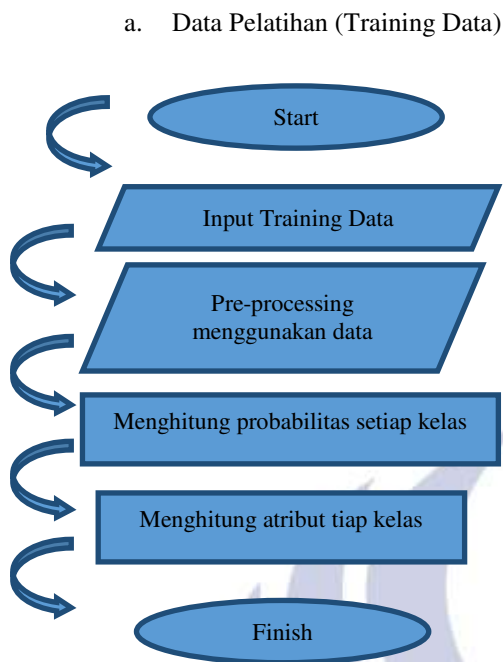 a. Data Pelatihan (Training Data)
Start
Input Training Data
Pre-processing
menggunakan data
Menghitung probabilitas setiap kelas
Menghitung atribut tiap kelas
Finish